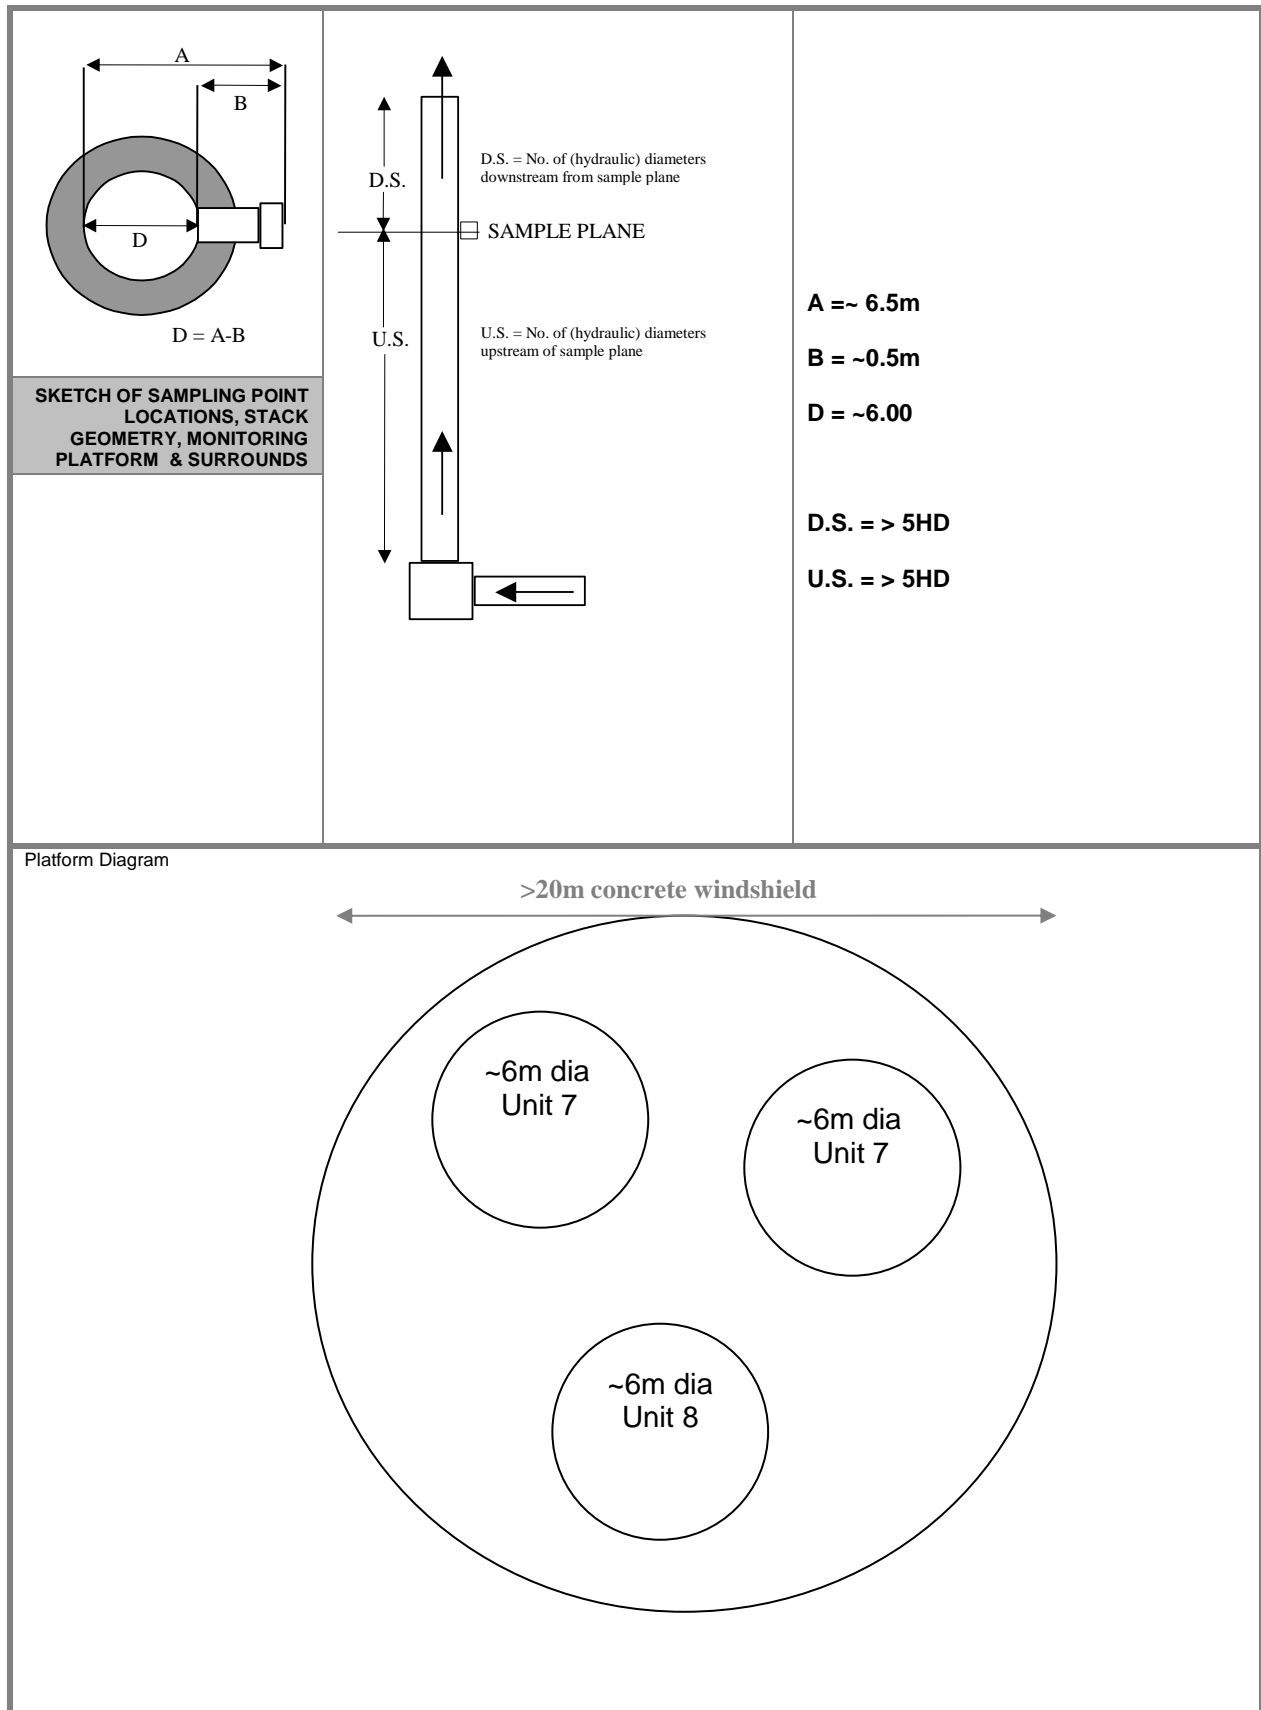 A
B
D
D = A-B
SKETCH OF SAMPLING POINT
LOCATIONS, STACK
GEOMETRY, MONITORING
PLATFORM & SURROUNDS
D.S.
D.S. = No. of (hydraulic) diameters
downstream from sample plane
SAMPLE PLANE
U.S.
U.S. = No. of (hydraulic) diameters
upstream of sample plane
A =~ 6.5m
B = ~0.5m
D = ~6.00
D.S. = > 5HD
U.S. = > 5HD
Platform Diagram
>20m concrete windshield
~6m dia
Unit 7
~6m dia
Unit 7
~6m dia
Unit 8